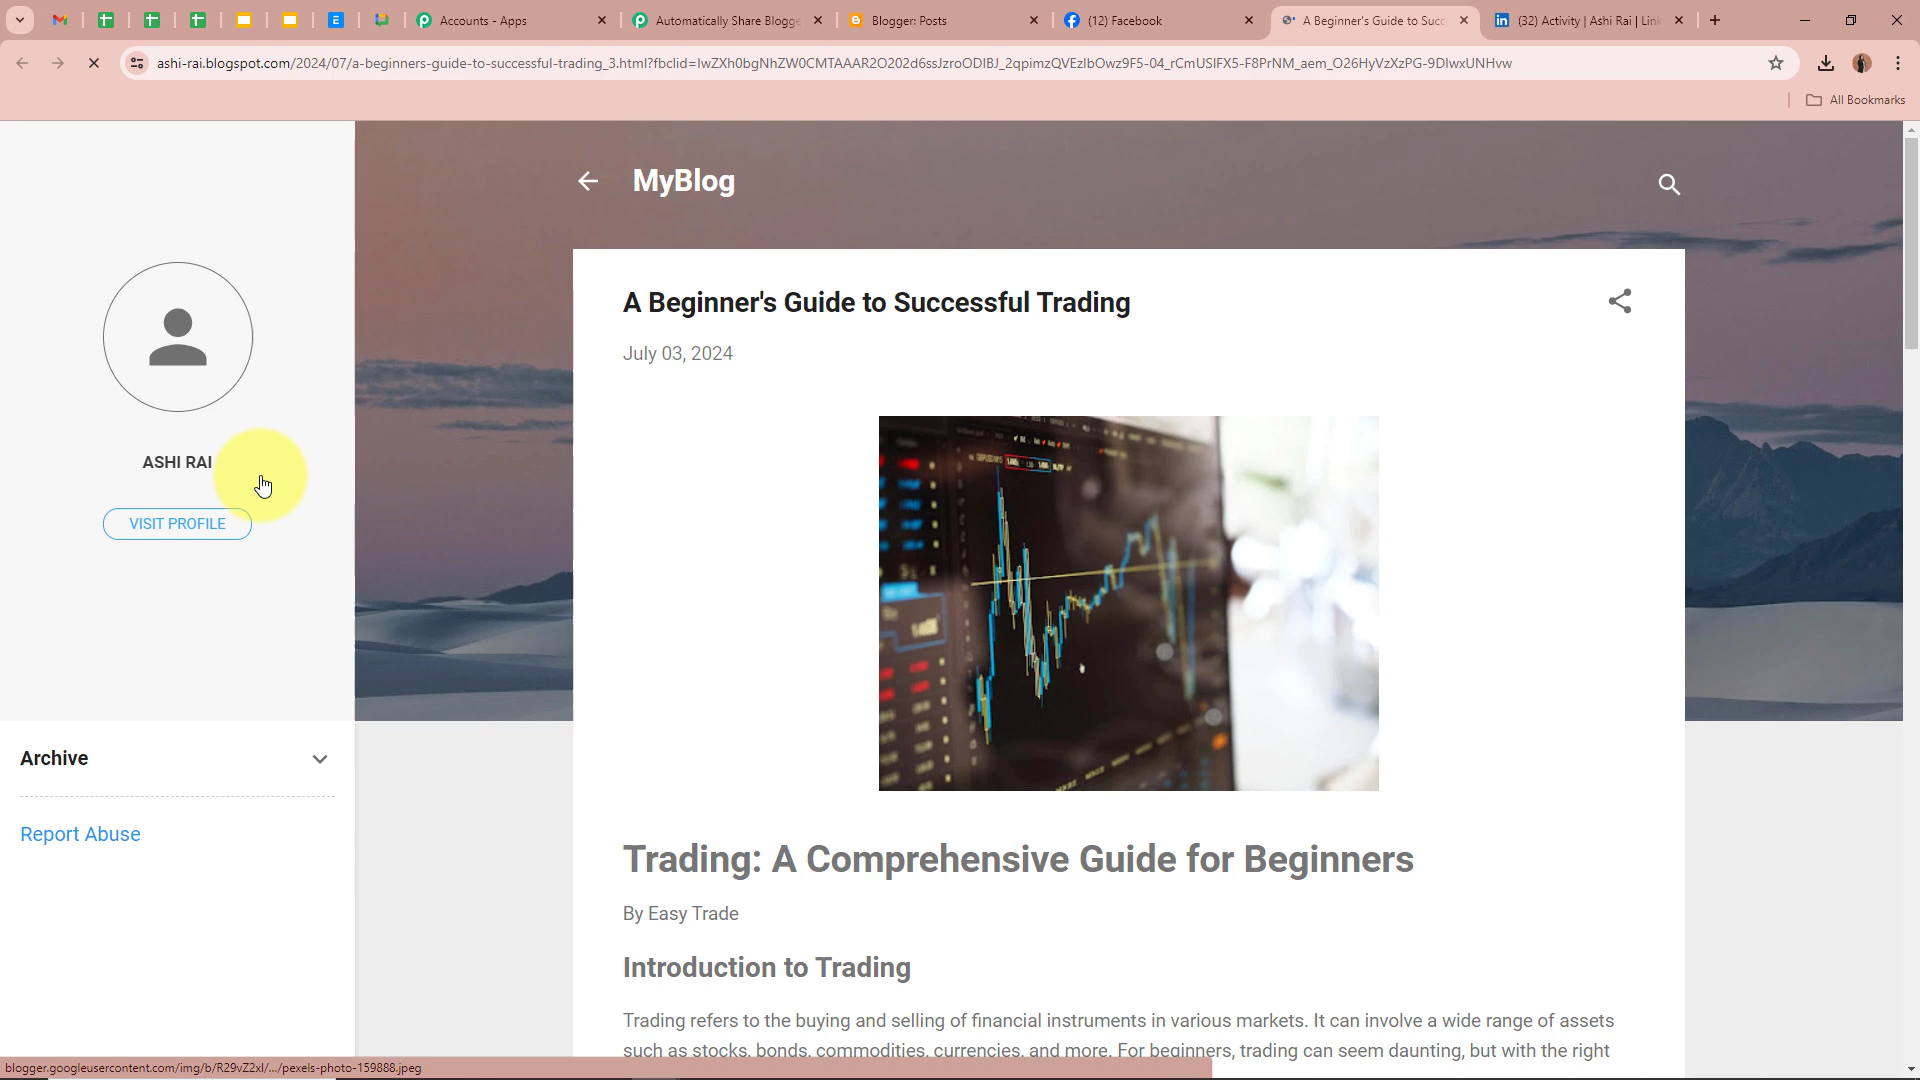 Accounts - Apps
Automatically Share Blogge
Blogger: Posts
(12) Facebook
A Beginner's Guide to Succ
(32) Activity | Ashi Rai | Link
ashi-rai.blogspot.com/2024/07/a-beginners-guide-to-successful-trading_3.html?fbclid=IwZXh0bgNhZW0CMTAAAR2O202d6ssJzroODIBJ_2qpimzQVEzlbOwz9F5-04_rCmUSIFX5-F8PrNM_aem_O26HyVzXzPG-9DIwxUNHvw
All Bookmarks
MyBlog
A Beginner's Guide to Successful Trading
July 03, 2024
ASHI RAI
VISIT PROFILE
Archive
Report Abuse
Trading: A Comprehensive Guide for Beginners
By Easy Trade
Introduction to Trading
Trading refers to the buying and selling of financial instruments in various markets. It can involve a wide range of assets
such as stocks, bonds, commodities, currencies, and more. For beginners, trading can seem daunting, but with the right
blogger.googleusercontent.com/img/b/R29vZ2xl/.../pexels-photo-159888.jpeg